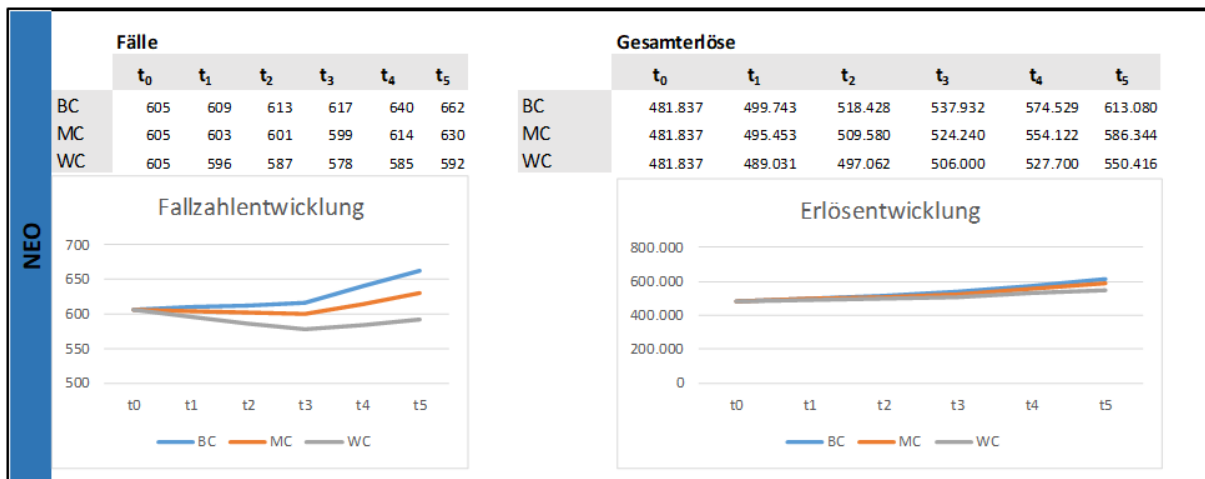 NEO
Fälle
t₀ t₁ t₂ t₃ t₄ t₅
BC 605 609 613 617 640 662
MC 605 603 601 599 614 630
WC 605 596 587 578 585 592
Gesamterlöse
t₀ t₁ t₂ t₃ t₄ t₅
BC 481.837 499.743 518.428 537.932 574.529 613.080
MC 481.837 495.453 509.580 524.240 554.122 586.344
WC 481.837 489.031 497.062 506.000 527.700 550.416
Fallzahlentwicklung
700
650
600
550
500
t0 t1 t2 t3 t4 t5
BC MC WC
Erlösentwicklung
800.000
600.000
400.000
200.000
0
t0 t1 t2 t3 t4 t5
BC MC WC